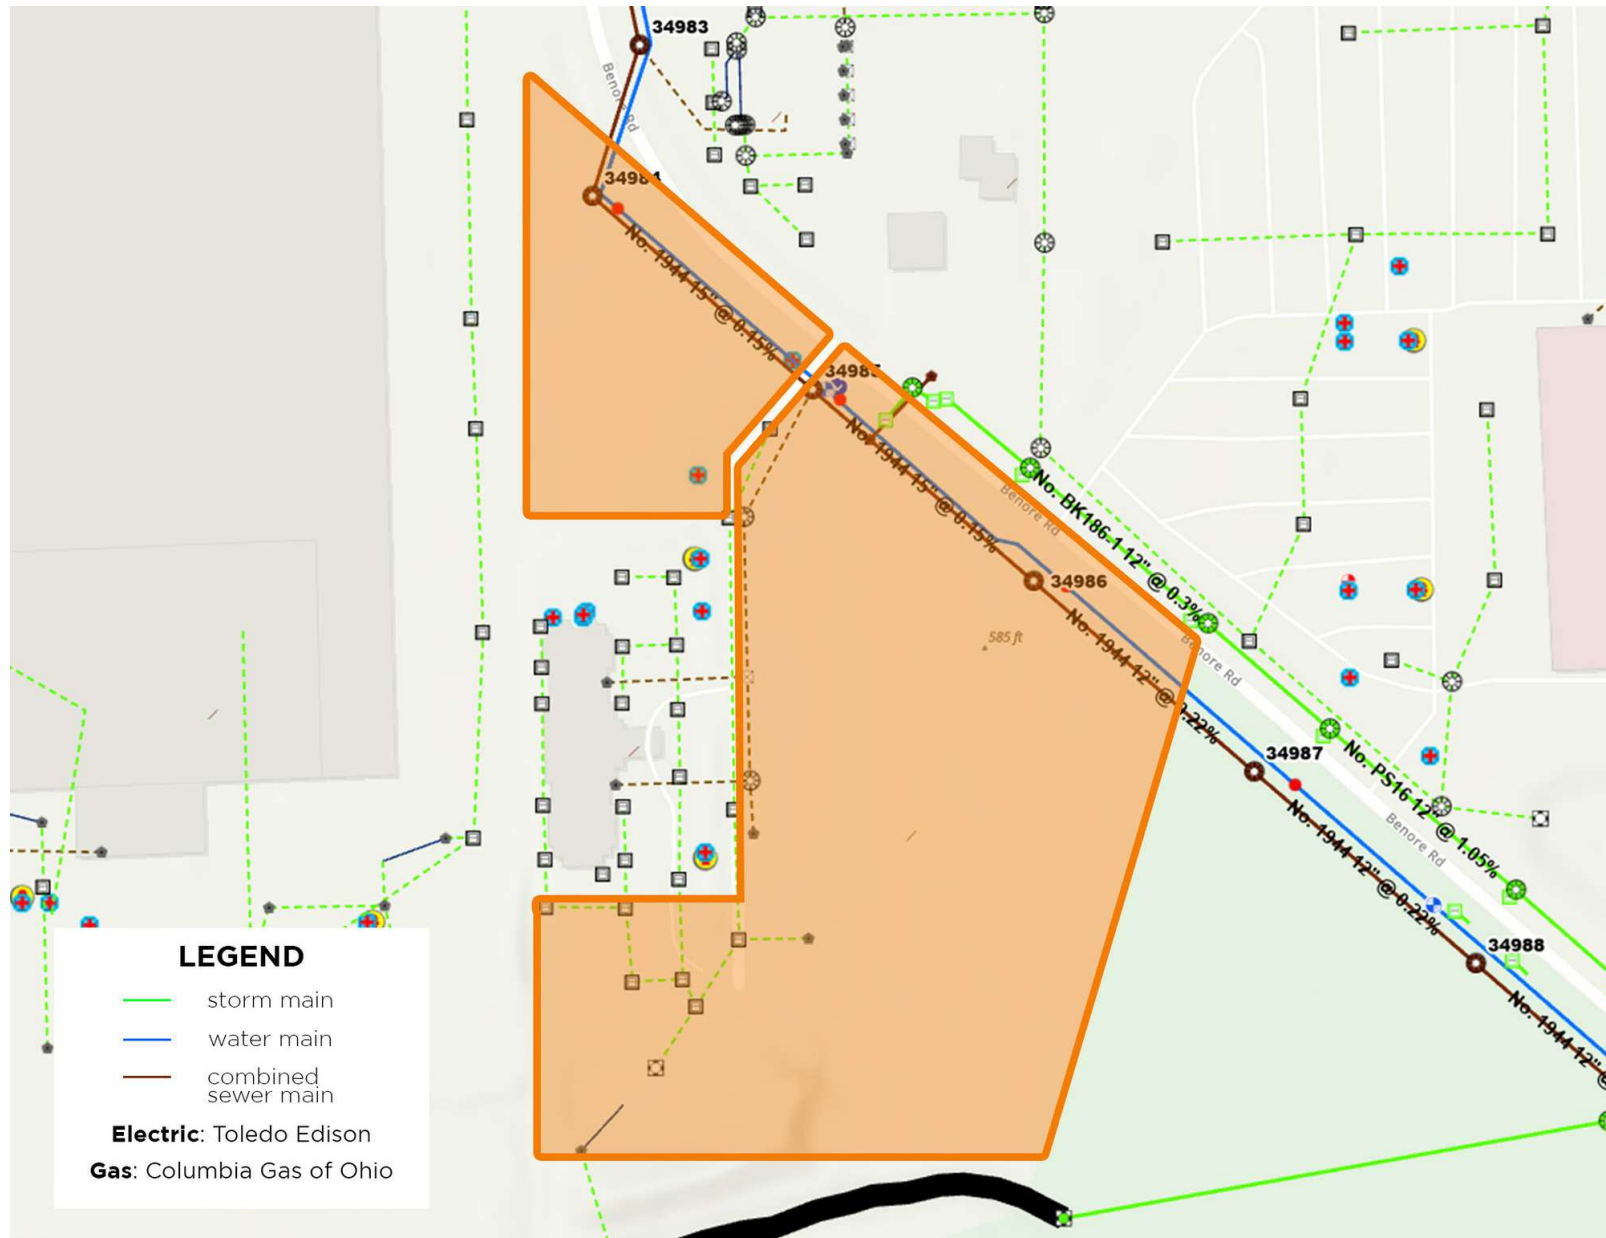 34983
Benore Rd
34984
No. 1944 15" @ 0.15%
34985
No. 1944 15" @ 0.15%
Benore Rd
No. BK186-1 12" @ 0.3%
34986
585 ft
No. 1944 12" @ 0.22%
Benore Rd
34987
No. PS16 12" @ 1.05%
Benore Rd
No. 1944 12" @ 0.22%
34988
No. 1944 12" @
LEGEND
storm main
water main
combined
sewer main
Electric: Toledo Edison
Gas: Columbia Gas of Ohio